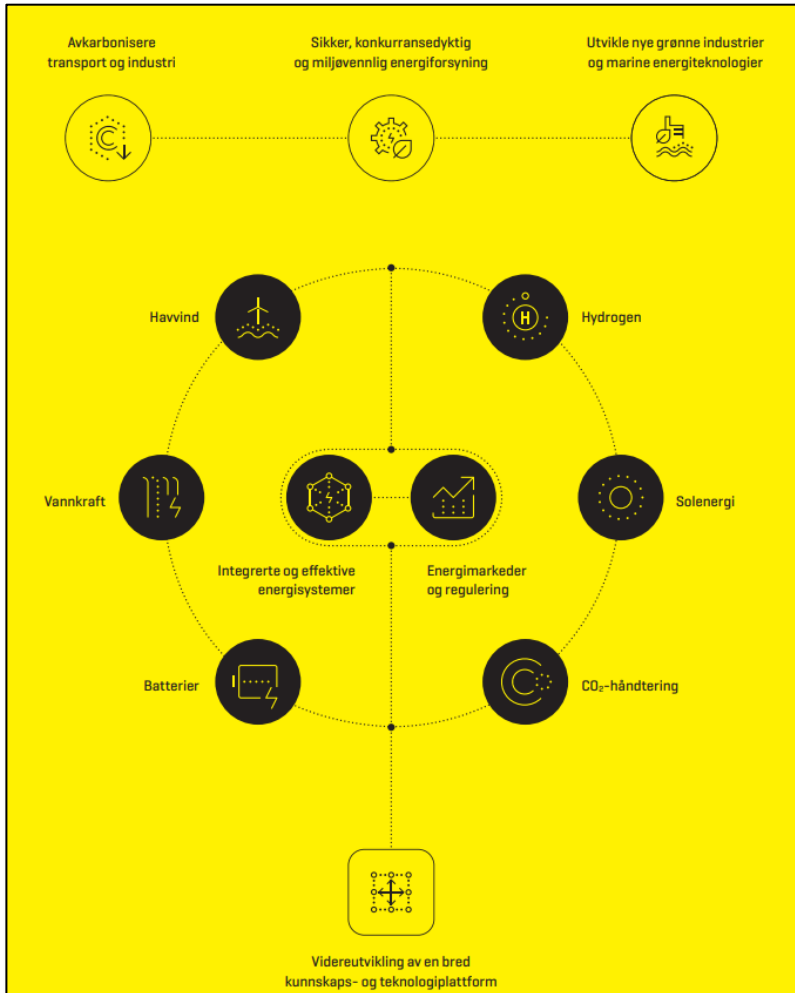 Avkarbonisere
transport og industri
Sikker, konkurransedyktig
og miljøvennlig energiforsyning
Utvikle nye grønne industrier
og marine energiteknologier
Havvind
H
Hydrogen
Vannkraft
Solenergi
Integrerte og effektive
energisystemer
Energimarkeder
og regulering
Batterier
CO₂-håndtering
Videreutvikling av en bred
kunnskaps- og teknologiplattform